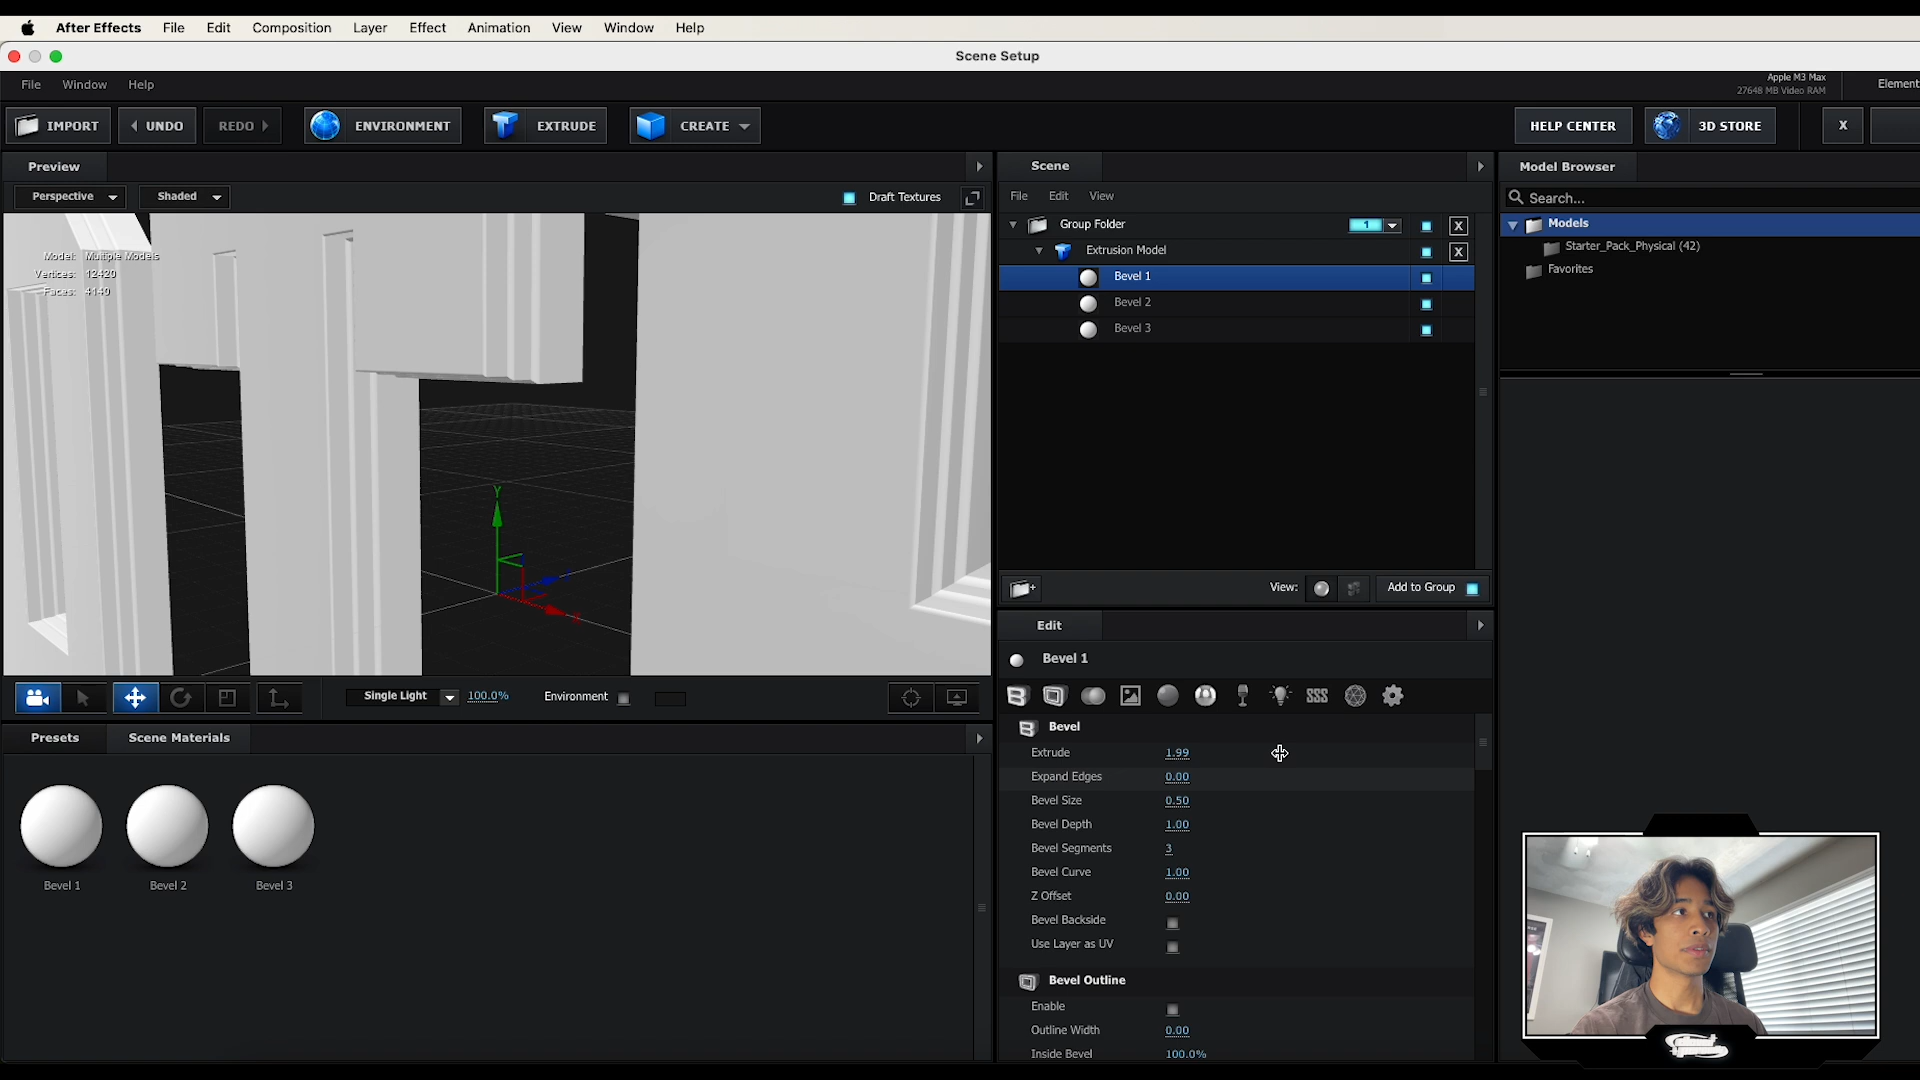 After Effects File Edit Composition Layer Effect Animation View Window Help
Scene Setup
File Window Help
Apple M3 Max
27648 MB Video RAM
Element
IMPORT UNDO REDO ENVIRONMENT EXTRUDE CREATE HELP CENTER 3D STORE X
Preview
Perspective Shaded Draft Textures
Model: Multiple Models
Vertices: 12420
Faces: 4140
Y
X
Single Light 100.0% Environment
Presets Scene Materials
Bevel 1 Bevel 2 Bevel 3
Scene
File Edit View
Group Folder 1 X
Extrusion Model X
Bevel 1
Bevel 2
Bevel 3
View: Add to Group
Edit
Bevel 1
Bevel
Extrude 1.99
Expand Edges 0.00
Bevel Size 0.50
Bevel Depth 1.00
Bevel Segments 3
Bevel Curve 1.00
Z Offset 0.00
Bevel Backside
Use Layer as UV
Bevel Outline
Enable
Outline Width 0.00
Inside Bevel 100.0%
Model Browser
Search...
Models
Starter_Pack_Physical (42)
Favorites